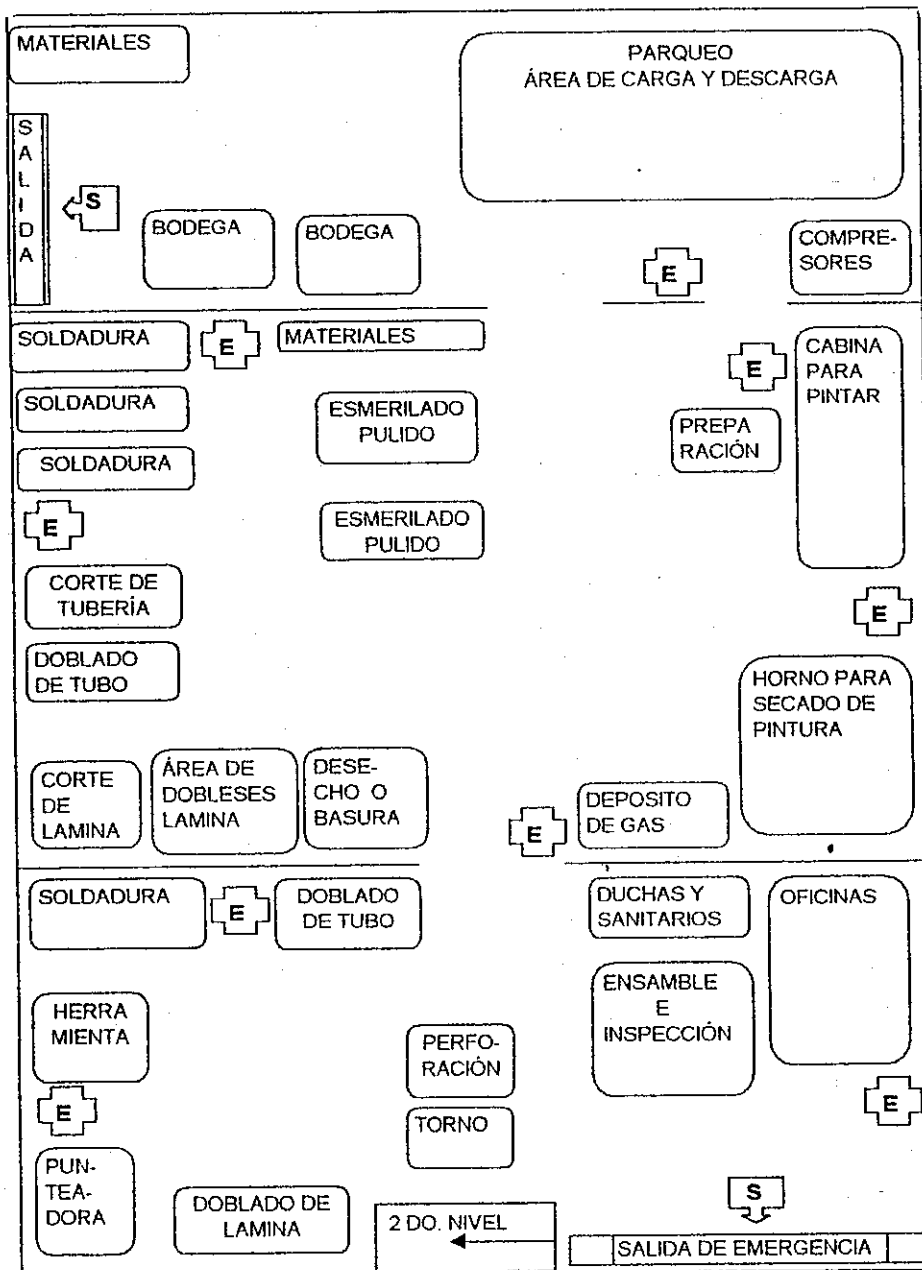 MATERIALES
PARQUEO
ÁREA DE CARGA Y DESCARGA
SALIDA
S
BODEGA
BODEGA
E
COMPRE-
SORES
SOLDADURA
E
MATERIALES
E
CABINA
PARA
PINTAR
SOLDADURA
ESMERILADO
PULIDO
PREPA
RACIÓN
SOLDADURA
E
ESMERILADO
PULIDO
CORTE DE
TUBERÍA
E
DOBLADO
DE TUBO
HORNO PARA
SECADO DE
PINTURA
CORTE
DE
LAMINA
ÁREA DE
DOBLESES
LAMINA
DESE-
CHO O
BASURA
E
DEPOSITO
DE GAS
SOLDADURA
E
DOBLADO
DE TUBO
DUCHAS Y
SANITARIOS
OFICINAS
HERRA
MIENTA
PERFO-
RACIÓN
ENSAMBLE
E
INSPECCIÓN
E
TORNO
E
PUN-
TEA-
DORA
DOBLADO DE
LAMINA
2 DO. NIVEL
S
SALIDA DE EMERGENCIA